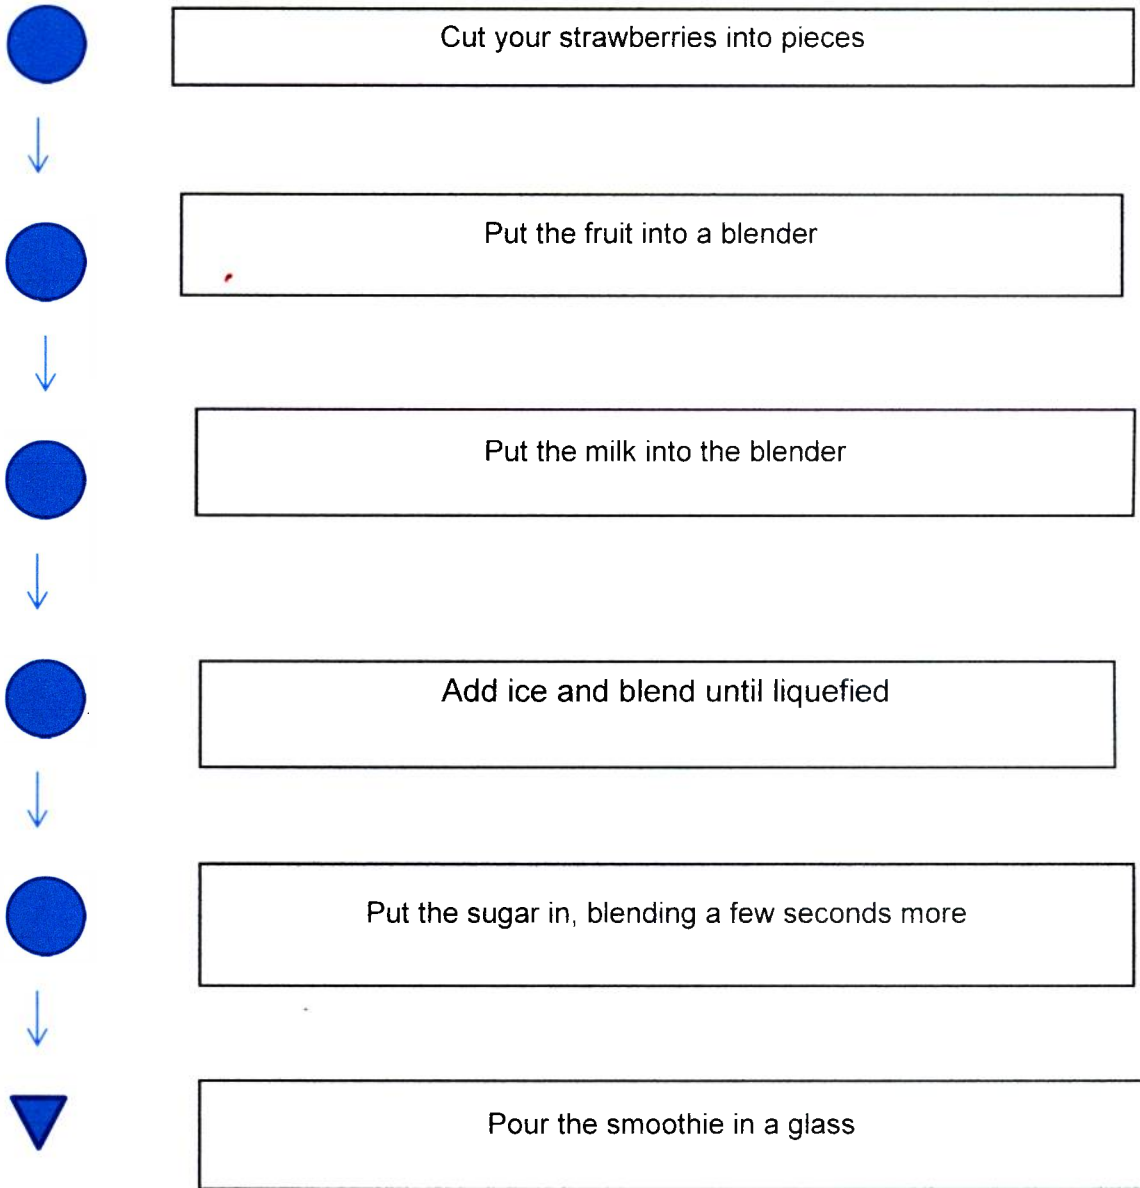 Cut your strawberries into pieces
Put the fruit into a blender
Put the milk into the blender
Add ice and blend until liquefied
Put the sugar in, blending a few seconds more
Pour the smoothie in a glass